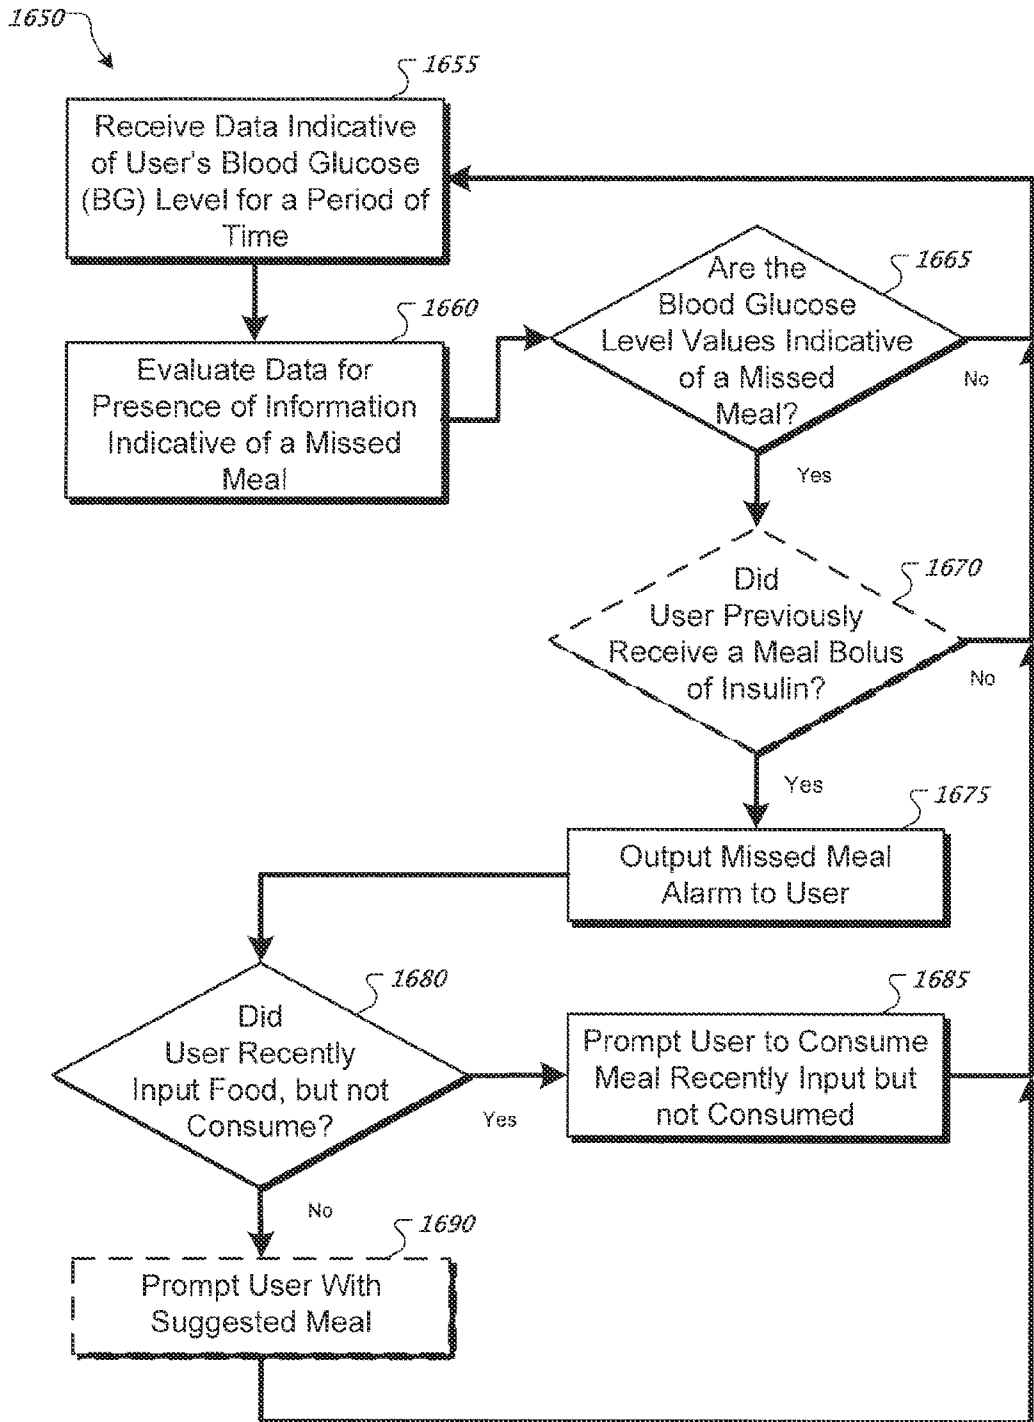 1650
1655
Receive Data Indicative
of User's Blood Glucose
(BG) Level for a Period of
Time
1660
Evaluate Data for
Presence of Information
Indicative of a Missed
Meal
1665
Are the
Blood Glucose
Level Values Indicative
of a Missed
Meal?
No
Yes
1670
Did
User Previously
Receive a Meal Bolus
of Insulin?
No
Yes
1675
Output Missed Meal
Alarm to User
1680
Did
User Recently
Input Food, but not
Consume?
Yes
No
1685
Prompt User to Consume
Meal Recently Input but
not Consumed
1690
Prompt User With
Suggested Meal